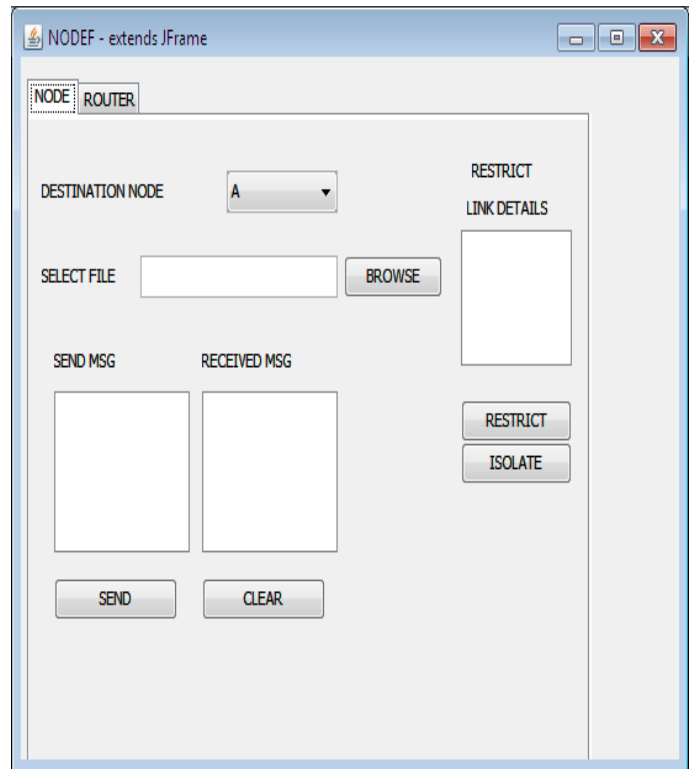 NODEF - extends JFrame
NODE ROUTER
RESTRICT
DESTINATION NODE A
LINK DETAILS
SELECT FILE BROWSE
SEND MSG RECEIVED MSG
RESTRICT
ISOLATE
SEND CLEAR